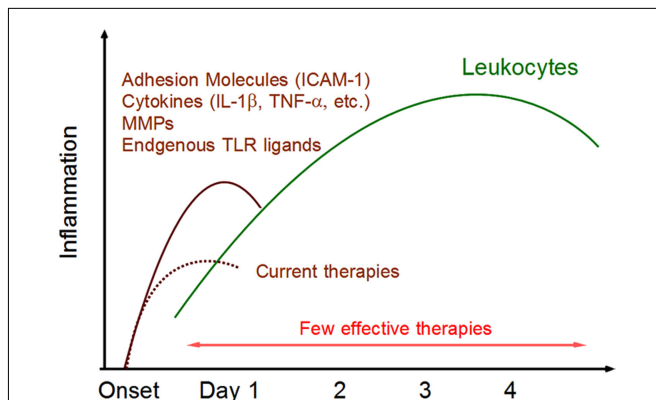 Leukocytes
Adhesion Molecules (ICAM-1)
Cytokines (IL-1β, TNF-α, etc.)
MMPs
Endgenous TLR ligands
Inflammation
Current therapies
Few effective therapies
Onset Day 1 2 3 4